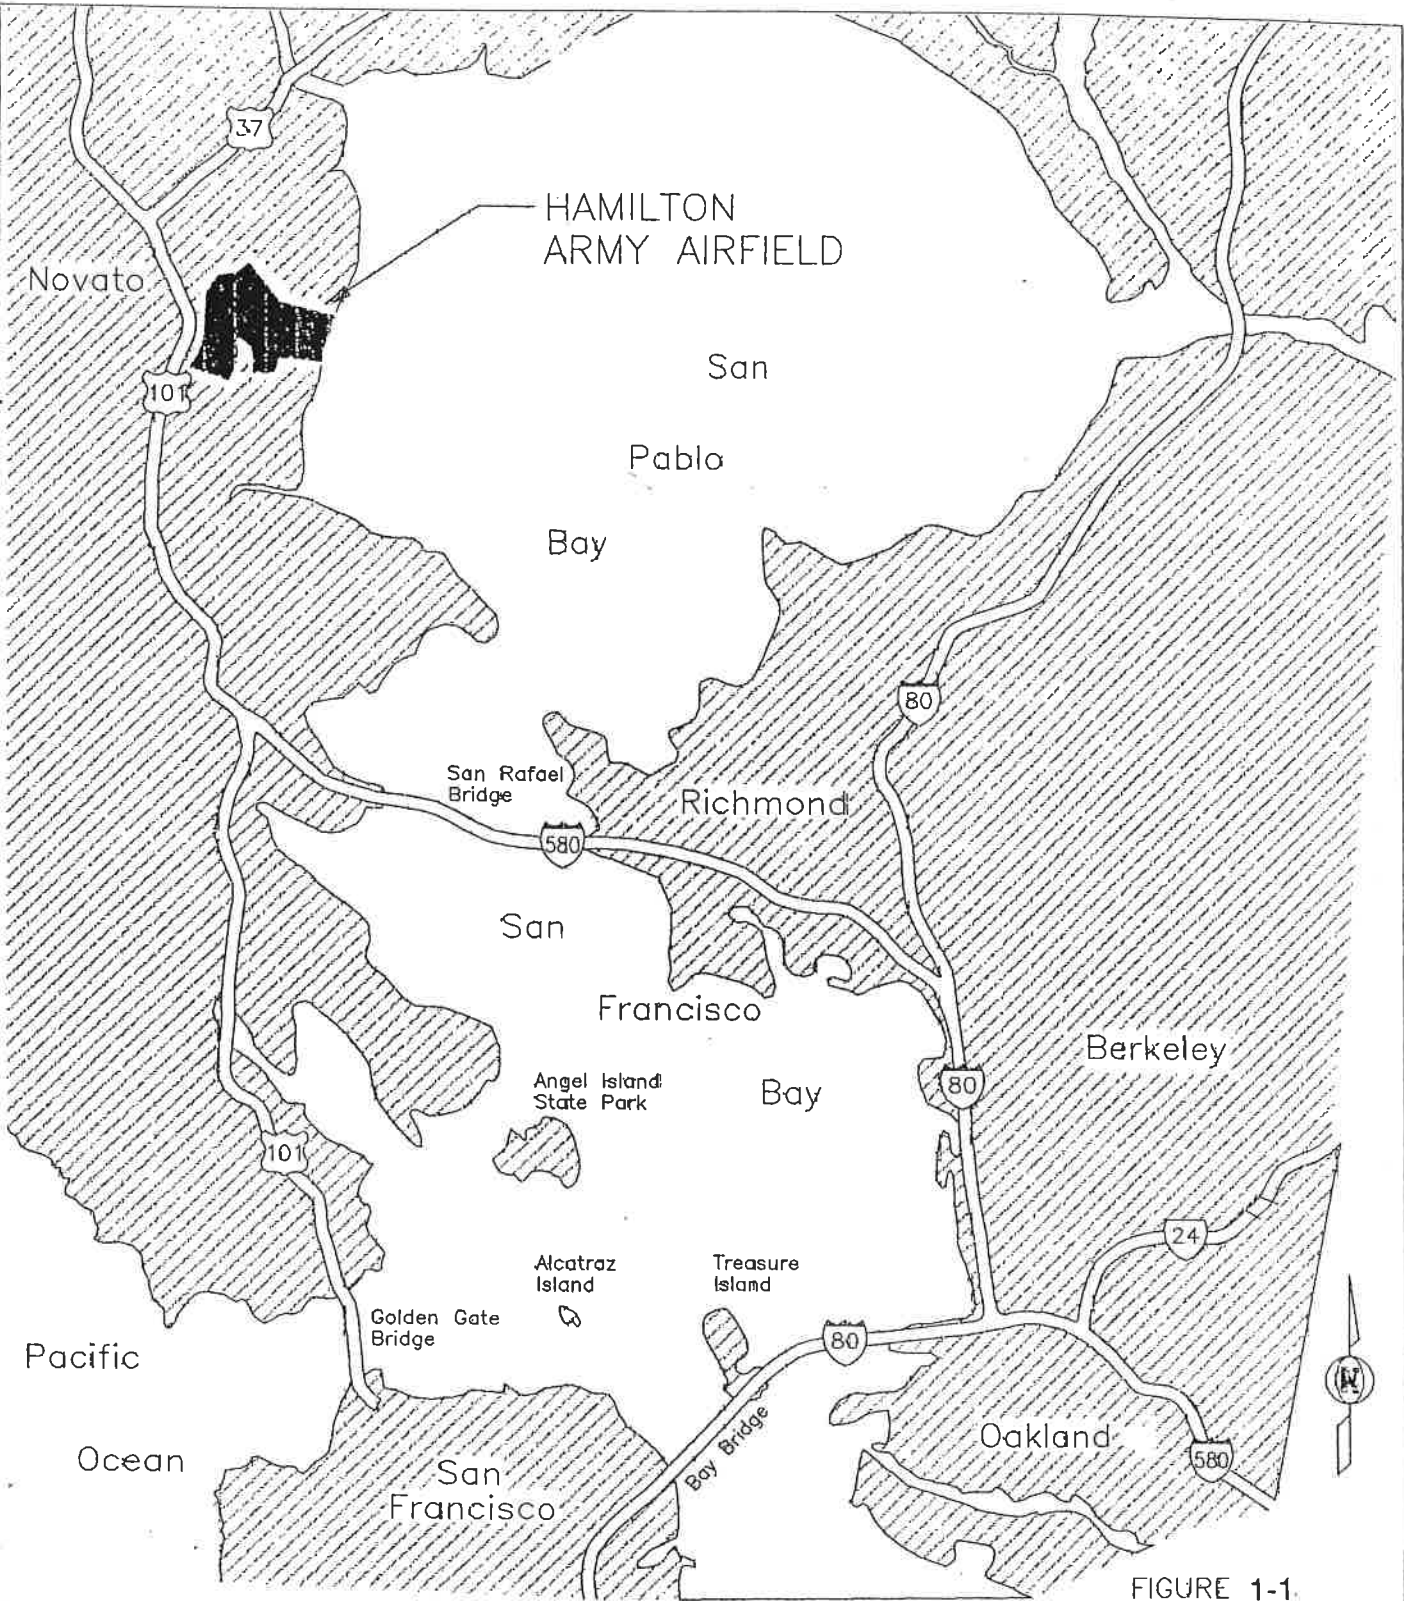 37
HAMILTON
ARMY AIRFIELD
Novato
101
San
Pablo
Bay
80
San Rafael
Bridge
Richmond
580
San
Francisco
Bay
Berkeley
80
Angel Island
State Park
101
24
Alcatraz
Island
Treasure
Island
Golden Gate
Bridge
80
Pacific
Ocean
N
Bay Bridge
Oakland
580
San
Francisco
FIGURE 1-1